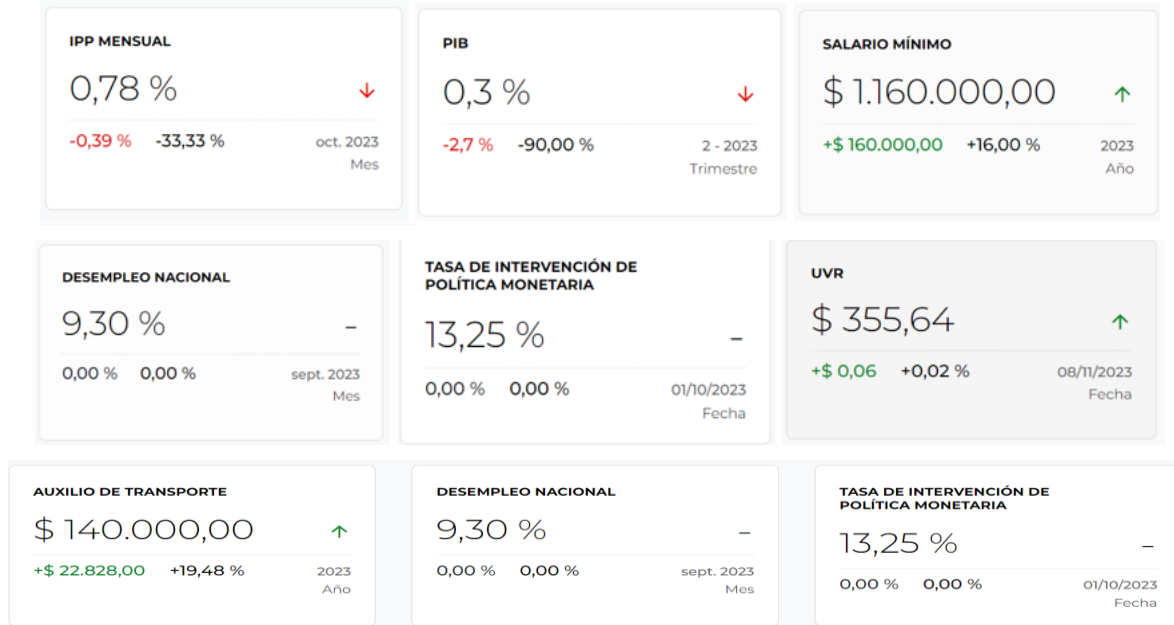 IPP MENSUAL
0,78 %
-0,39 % -33,33 % oct. 2023
Mes
PIB
0,3 %
-2,7 % -90,00 % 2 - 2023
Trimestre
SALARIO MÍNIMO
$ 1.160.000,00
+$ 160.000,00 +16,00 % 2023
Año
DESEMPLEO NACIONAL
9,30 % –
0,00 % 0,00 % sept. 2023
Mes
TASA DE INTERVENCIÓN DE
POLÍTICA MONETARIA
13,25 % –
0,00 % 0,00 % 01/10/2023
Fecha
UVR
$ 355,64
+$ 0,06 +0,02 % 08/11/2023
Fecha
AUXILIO DE TRANSPORTE
$ 140.000,00
+$ 22.828,00 +19,48 % 2023
Año
DESEMPLEO NACIONAL
9,30 % –
0,00 % 0,00 % sept. 2023
Mes
TASA DE INTERVENCIÓN DE
POLÍTICA MONETARIA
13,25 % –
0,00 % 0,00 % 01/10/2023
Fecha